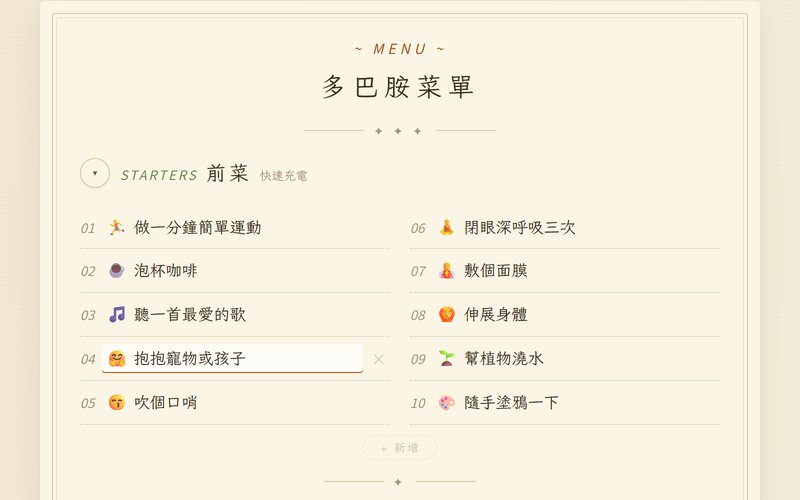 ~ MENU ~
多巴胺菜單
STARTERS 前菜 快速充電
01 做一分鐘簡單運動
02 泡杯咖啡
03 聽一首最愛的歌
04 抱抱寵物或孩子
05 吹個口哨
06 閉眼深呼吸三次
07 敷個面膜
08 伸展身體
09 幫植物澆水
10 隨手塗鴉一下
+ 新增